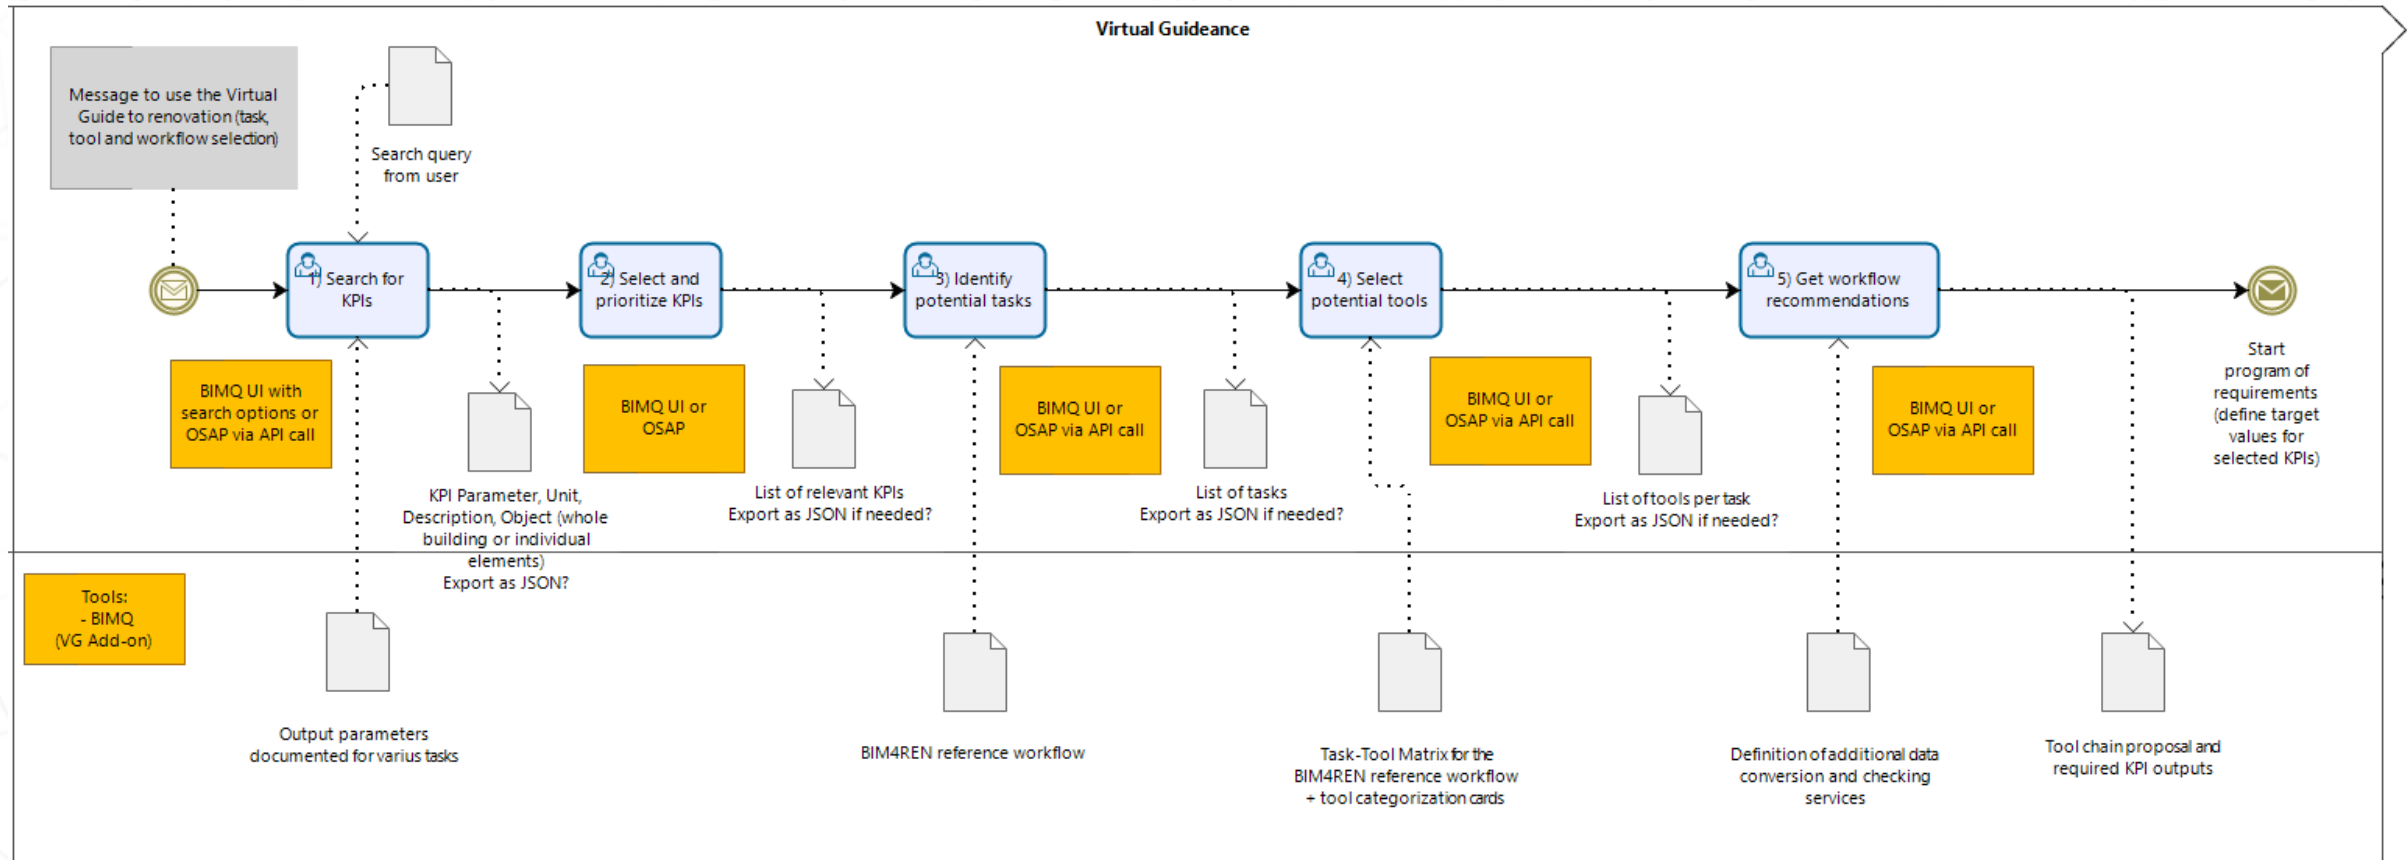 Virtual Guideance
Message to use the Virtual
Guide to renovation (task,
tool and workflow selection)
Search query
from user
1) Search for
KPIs
2) Select and
prioritize KPIs
3) Identify
potential tasks
4) Select
potential tools
5) Get workflow
recommendations
Start
program of
requirements
(define target
values for
selected KPIs)
BIMQ UI with
search options or
OSAP via API call
BIMQ UI or
OSAP
BIMQ UI or
OSAP via API call
BIMQ UI or
OSAP via API call
BIMQ UI or
OSAP via API call
KPI Parameter, Unit,
Description, Object (whole
building or individual
elements)
Export as JSON?
List of relevant KPIs
Export as JSON if needed?
List of tasks
Export as JSON if needed?
List of tools per task
Export as JSON if needed?
Tools:
- BIMQ
(VG Add-on)
Output parameters
documented for varius tasks
BIM4REN reference workflow
Task-Tool Matrix for the
BIM4REN reference workflow
+ tool categorization cards
Definition of additional data
conversion and checking
services
Tool chain proposal and
required KPI outputs